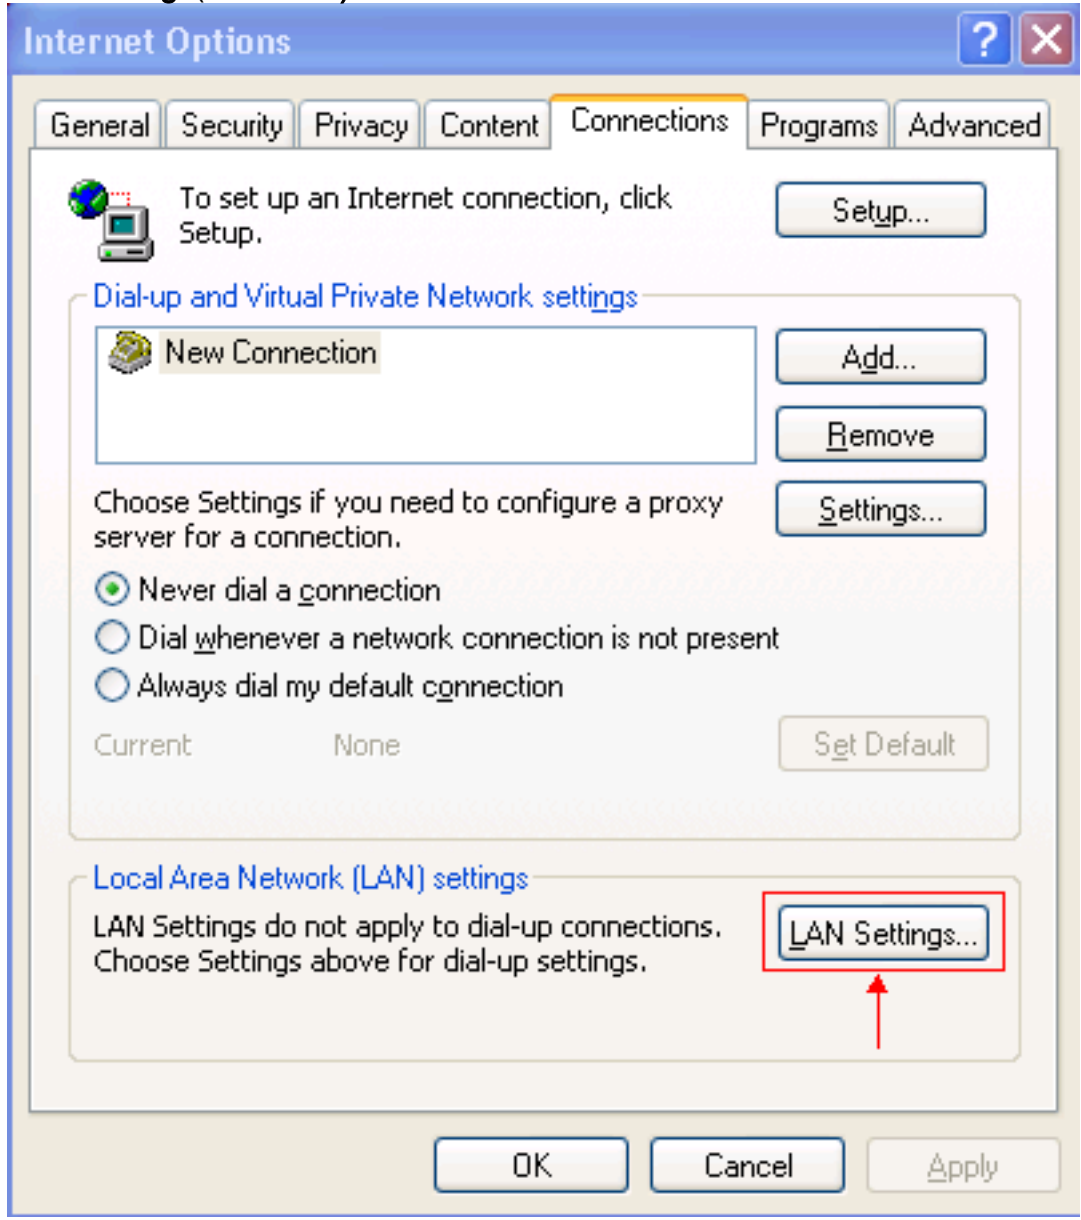 Internet Options
General Security Privacy Content Connections Programs Advanced
To set up an Internet connection, click
Setup.
Setup...
Dial-up and Virtual Private Network settings
New Connection
Add...
Remove
Choose Settings if you need to configure a proxy
server for a connection.
Settings...
Never dial a connection
Dial whenever a network connection is not present
Always dial my default connection
Current None
Set Default
Local Area Network (LAN) settings
LAN Settings do not apply to dial-up connections.
Choose Settings above for dial-up settings.
LAN Settings...
OK Cancel Apply